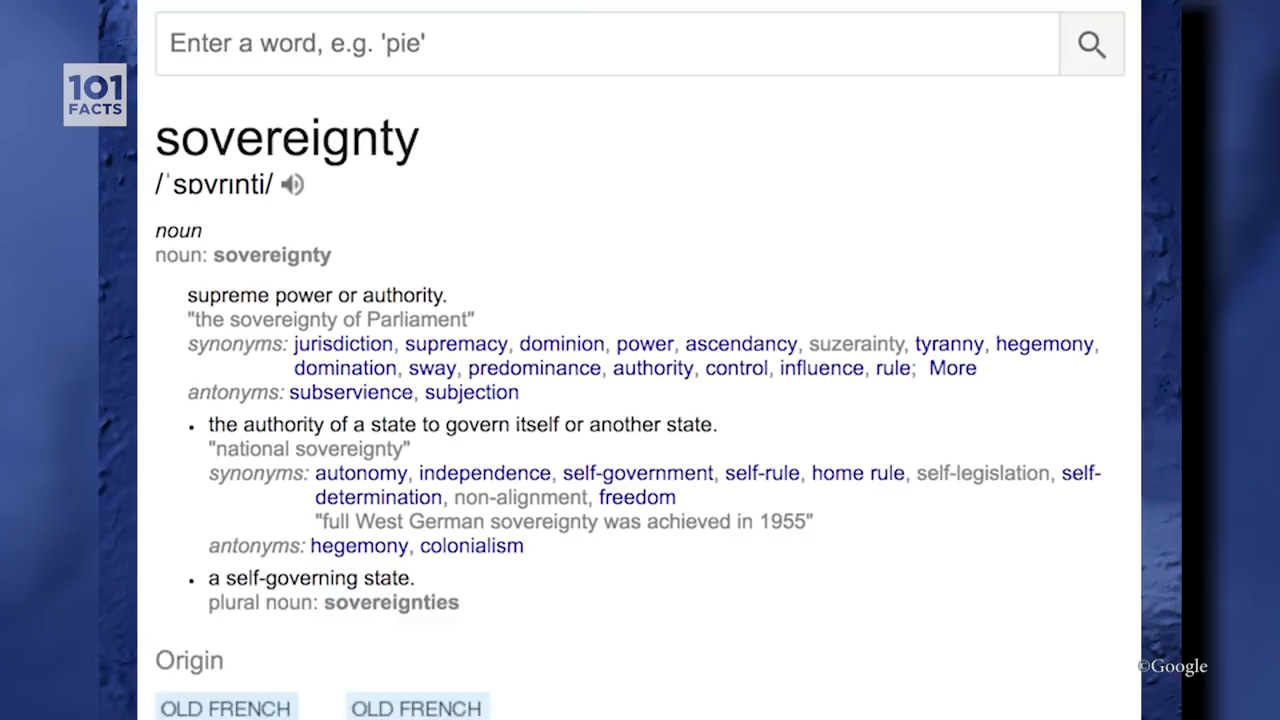 Enter a word, e.g. 'pie'
101
FACTS
sovereignty
/ˈsɒvrɪnti/
noun
noun: sovereignty
supreme power or authority.
"the sovereignty of Parliament"
synonyms: jurisdiction, supremacy, dominion, power, ascendancy, suzerainty, tyranny, hegemony,
domination, sway, predominance, authority, control, influence, rule; More
antonyms: subservience, subjection
• the authority of a state to govern itself or another state.
"national sovereignty"
synonyms: autonomy, independence, self-government, self-rule, home rule, self-legislation, self-
determination, non-alignment, freedom
"full West German sovereignty was achieved in 1955"
antonyms: hegemony, colonialism
• a self-governing state.
plural noun: sovereignties
Origin
©Google
OLD FRENCH OLD FRENCH